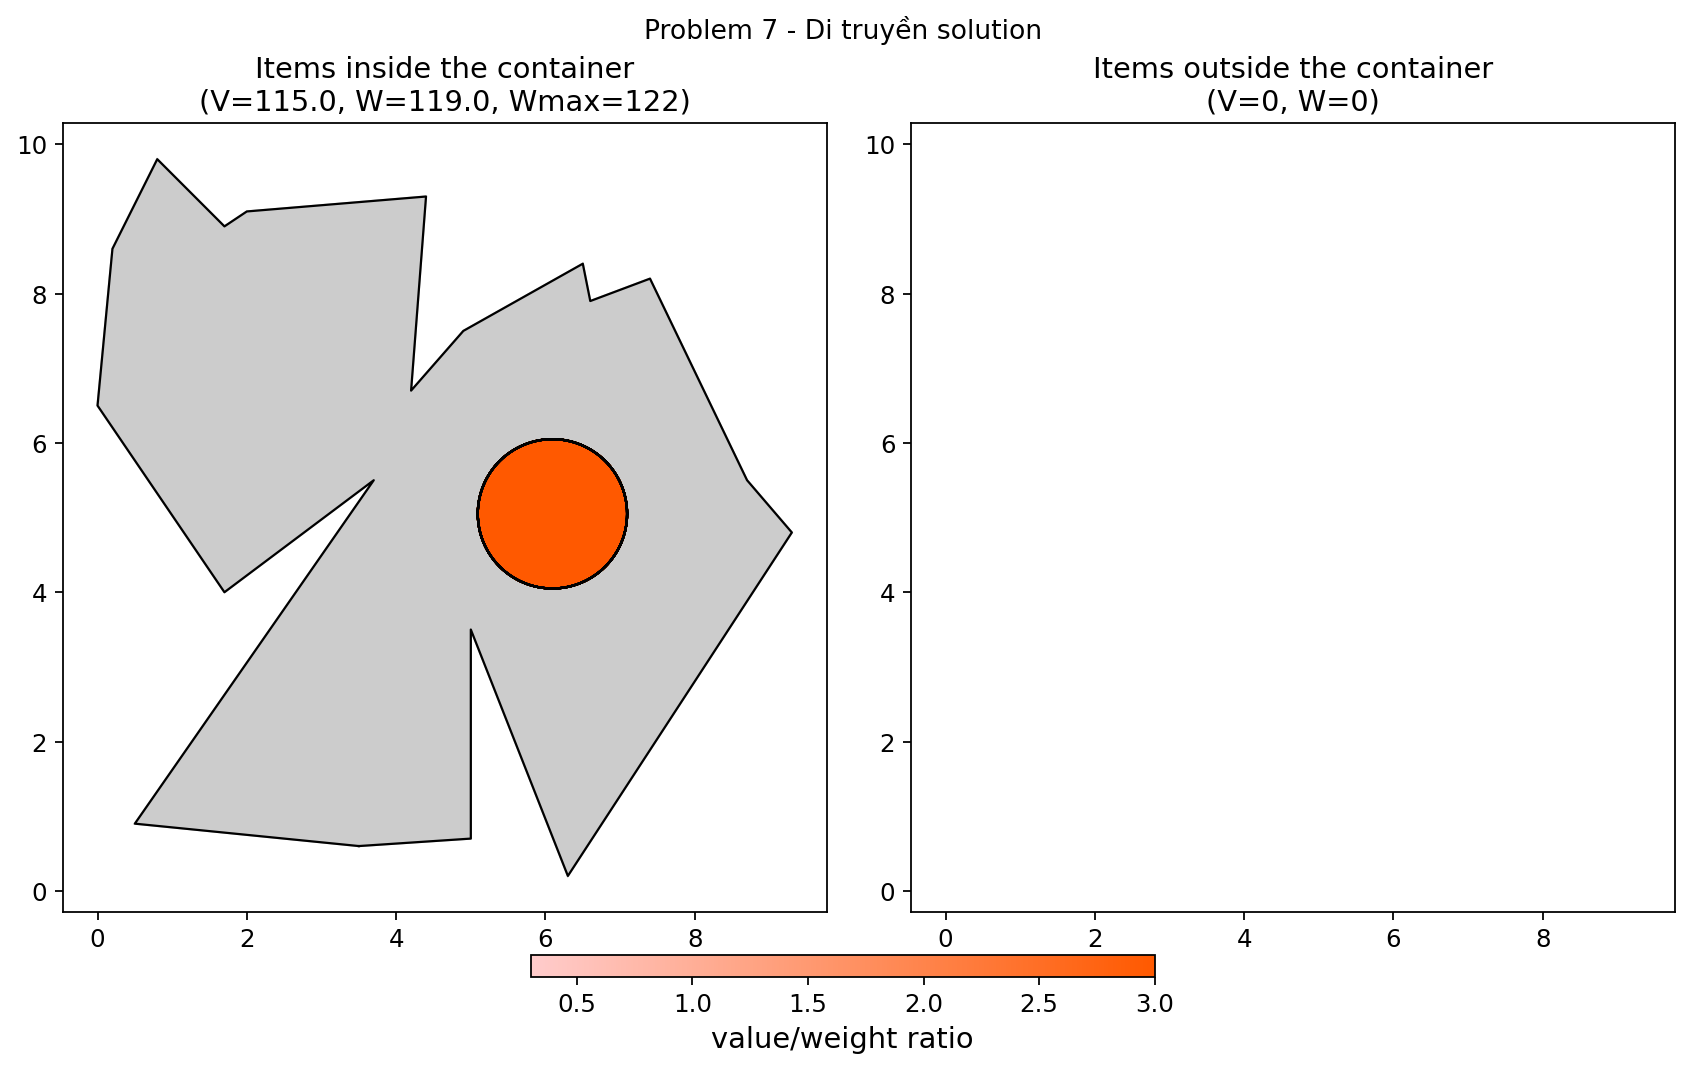 Problem 7 - Di truyền solution
Items inside the container
(V=115.0, W=119.0, Wmax=122)
10
8
6
4
2
0
0 2 4 6 8
Items outside the container
(V=0, W=0)
10
8
6
4
2
0
0 2 4 6 8
0.5 1.0 1.5 2.0 2.5 3.0
value/weight ratio